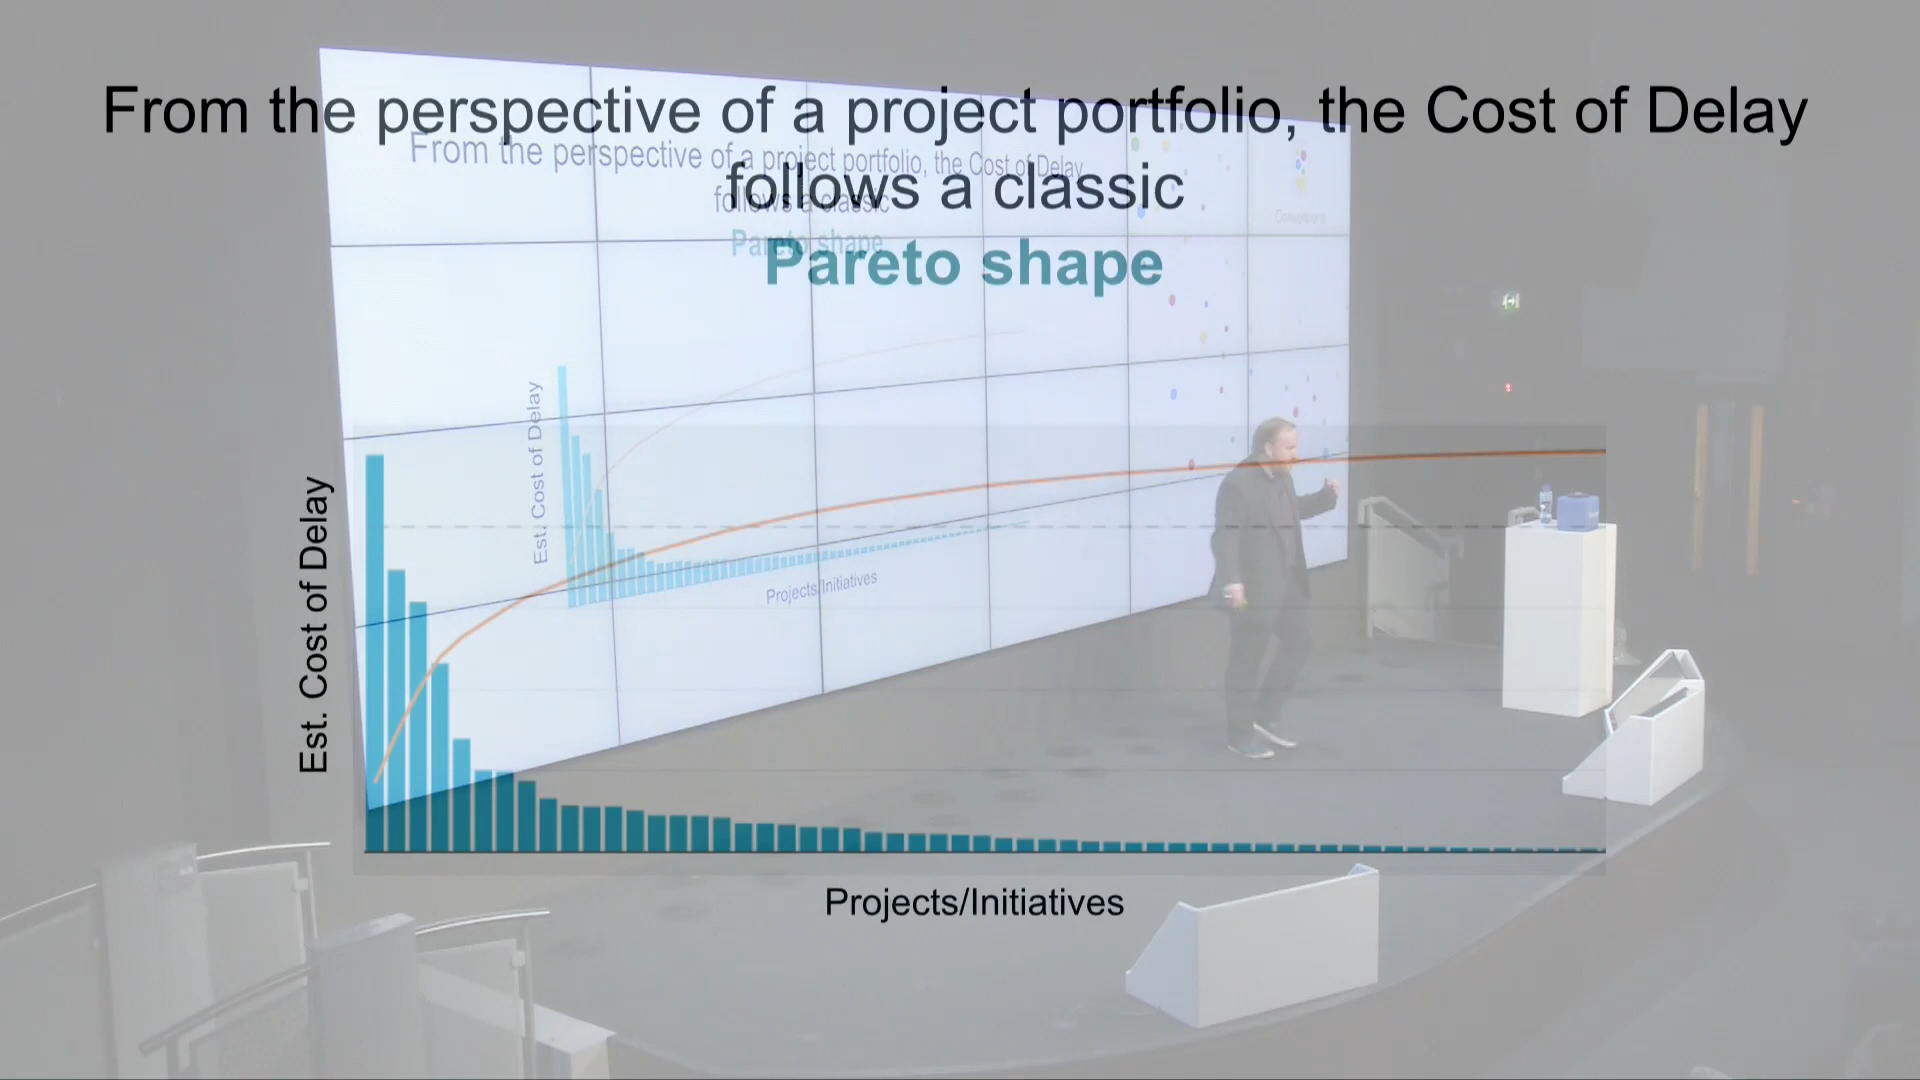 From the perspective of a project portfolio, the Cost of Delay
follows a classic
Pareto shape
From the perspective of a project portfolio, the Cost of Delay
follows a classic
Pareto shape
Conversions
Est. Cost of Delay
Projects/Initiatives
Est. Cost of Delay
Projects/Initiatives